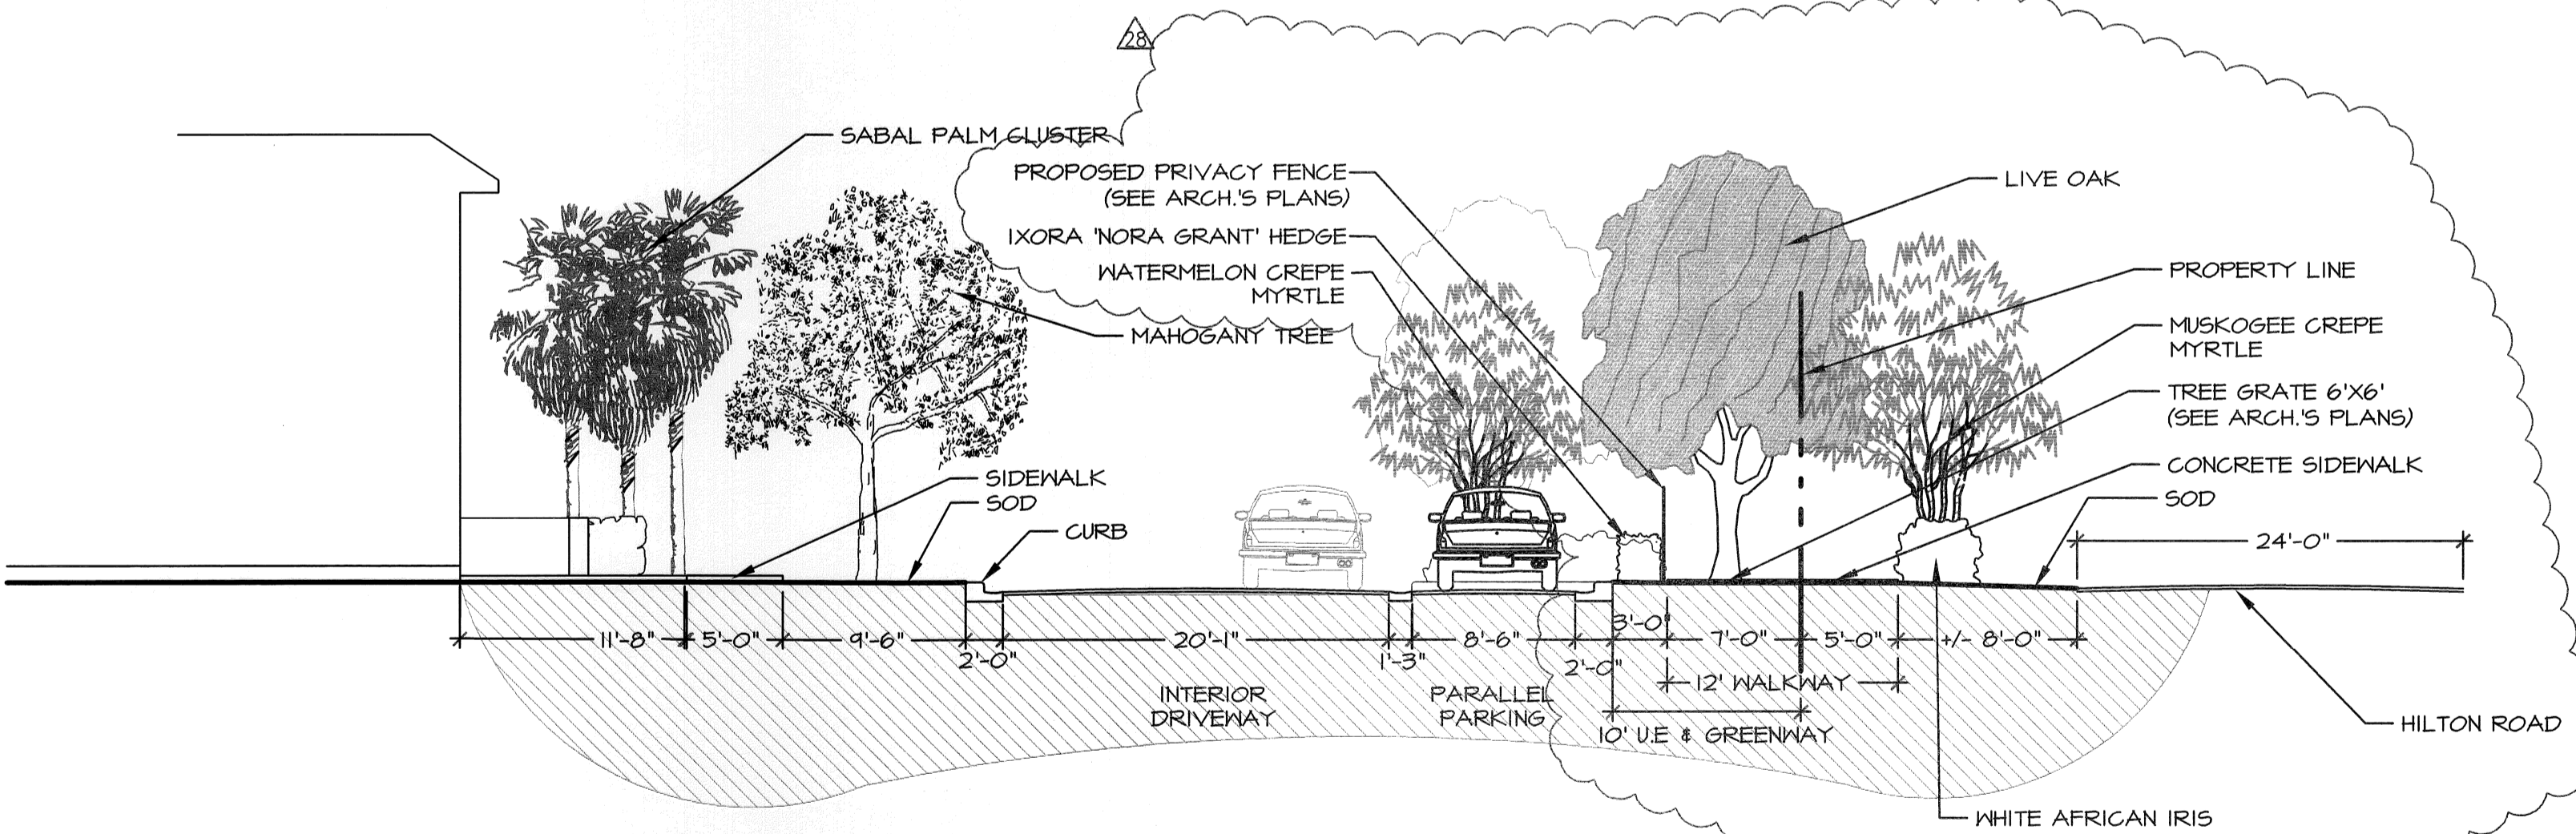 28
SABAL PALM CLUSTER
PROPOSED PRIVACY FENCE
(SEE ARCH.'S PLANS)
IXORA 'NORA GRANT' HEDGE
WATERMELON CREPE
MYRTLE
MAHOGANY TREE
LIVE OAK
PROPERTY LINE
MUSKOGEE CREPE
MYRTLE
TREE GRATE 6'X6'
(SEE ARCH.'S PLANS)
CONCRETE SIDEWALK
SOD
SIDEWALK
SOD
CURB
24'-0"
11'-8"
5'-0"
9'-6"
2'-0"
20'-1"
1'-3"
8'-6"
2'-0"
3'-0"
7'-0"
5'-0"
+/- 8'-0"
12' WALKWAY
INTERIOR
DRIVEWAY
PARALLEL
PARKING
10' U.E & GREENWAY
HILTON ROAD
WHITE AFRICAN IRIS